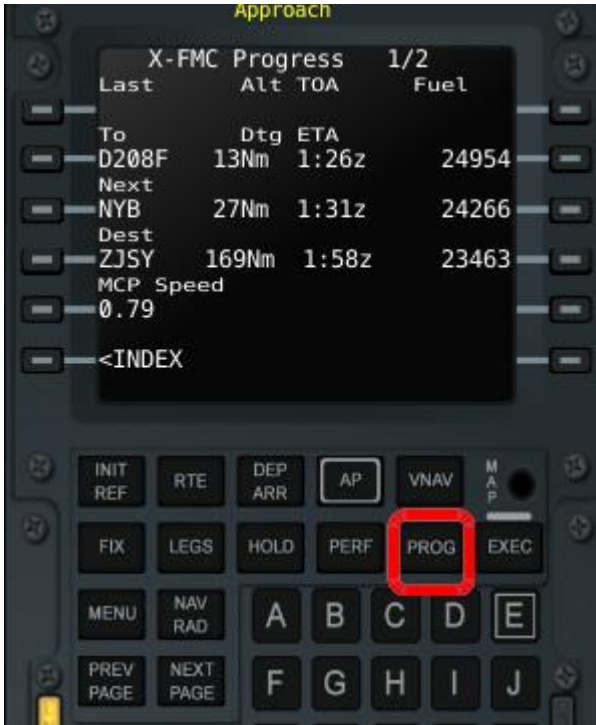 Approach
X-FMC Progress 1/2
Last Alt TOA Fuel
To Dtg ETA
D208F 13Nm 1:26z 24954
Next
NYB 27Nm 1:31z 24266
Dest
ZJSY 169Nm 1:58z 23463
MCP Speed
0.79
<INDEX
INIT REF RTE DEP ARR AP VNAV MAP
FIX LEGS HOLD PERF PROG EXEC
MENU NAV RAD A B C D E
PREV PAGE NEXT PAGE F G H I J